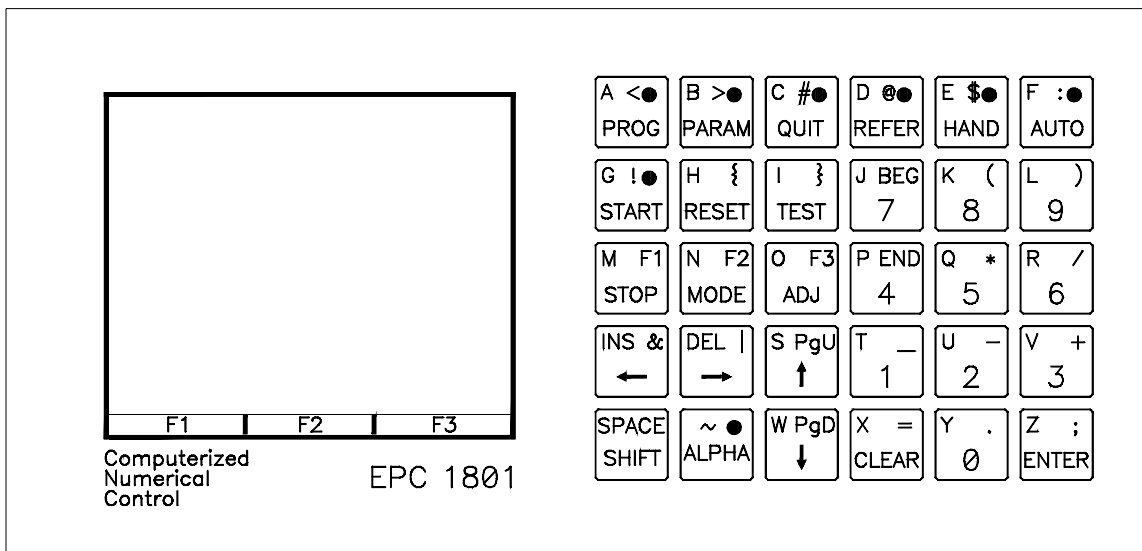 A <● B >● C #● D @● E $● F :●
PROG PARAM QUIT REFER HAND AUTO
G !● H { I } J BEG K ( L )
START RESET TEST 7 8 9
M F1 N F2 O F3 P END Q * R /
STOP MODE ADJ 4 5 6
INS & DEL | S PgU T _ U - V +
← → ↑ 1 2 3
F1 F2 F3
SPACE ~ ● W PgD X = Y . Z ;
SHIFT ALPHA ↓ CLEAR 0 ENTER
Computerized
Numerical
Control
EPC 1801